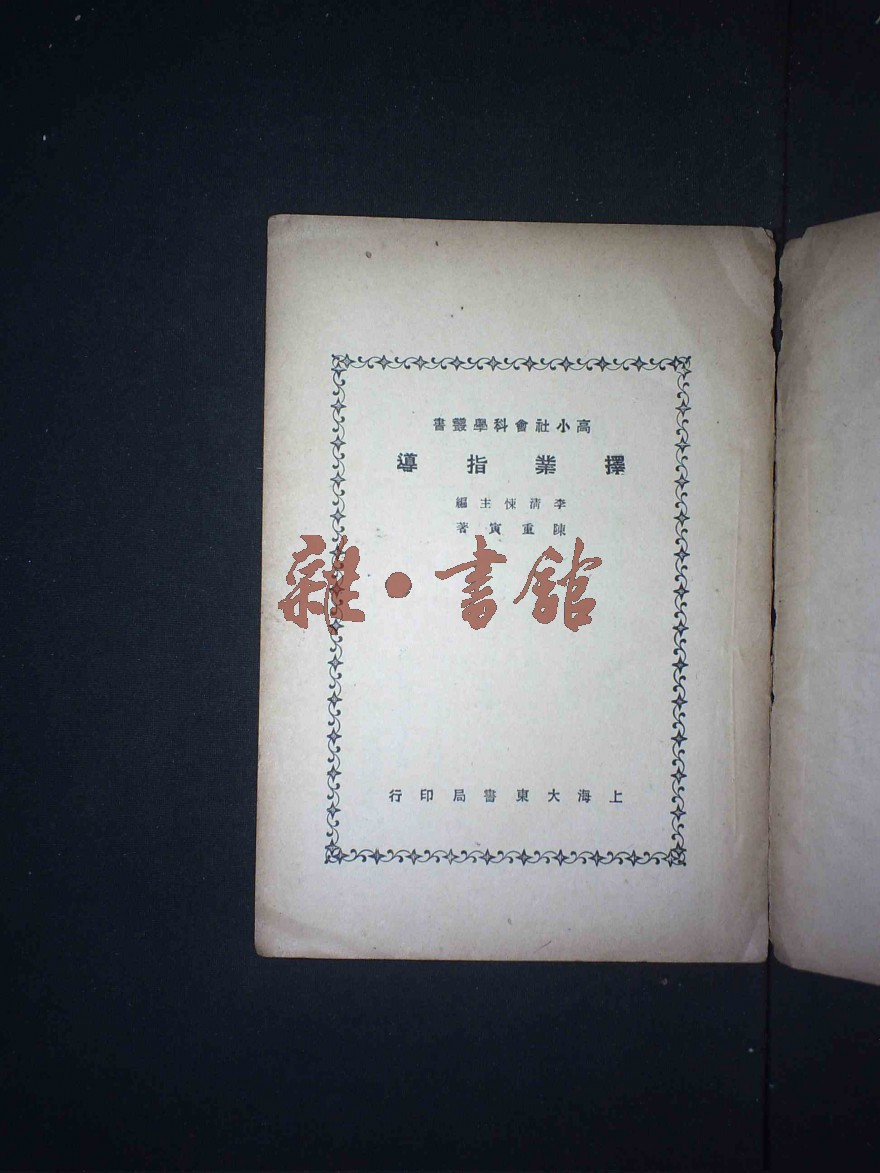 高小社會科學叢書
擇業指導
李清悚主編
陳重寅著
雜·書館
上海大東書局印行